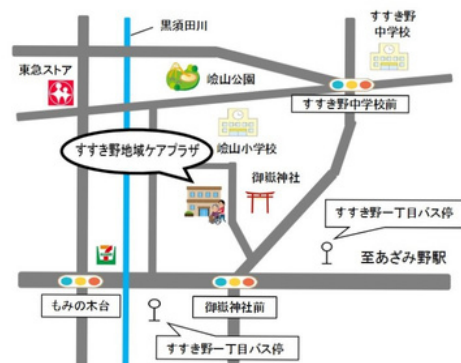 黒須田川
すすき野
中学校
東急ストア
嶮山公園
すすき野中学校前
嶮山小学校
すすき野地域ケアプラザ
御嶽神社
すすき野一丁目バス停
至あざみ野駅
もみの木台
御嶽神社前
すすき野一丁目バス停